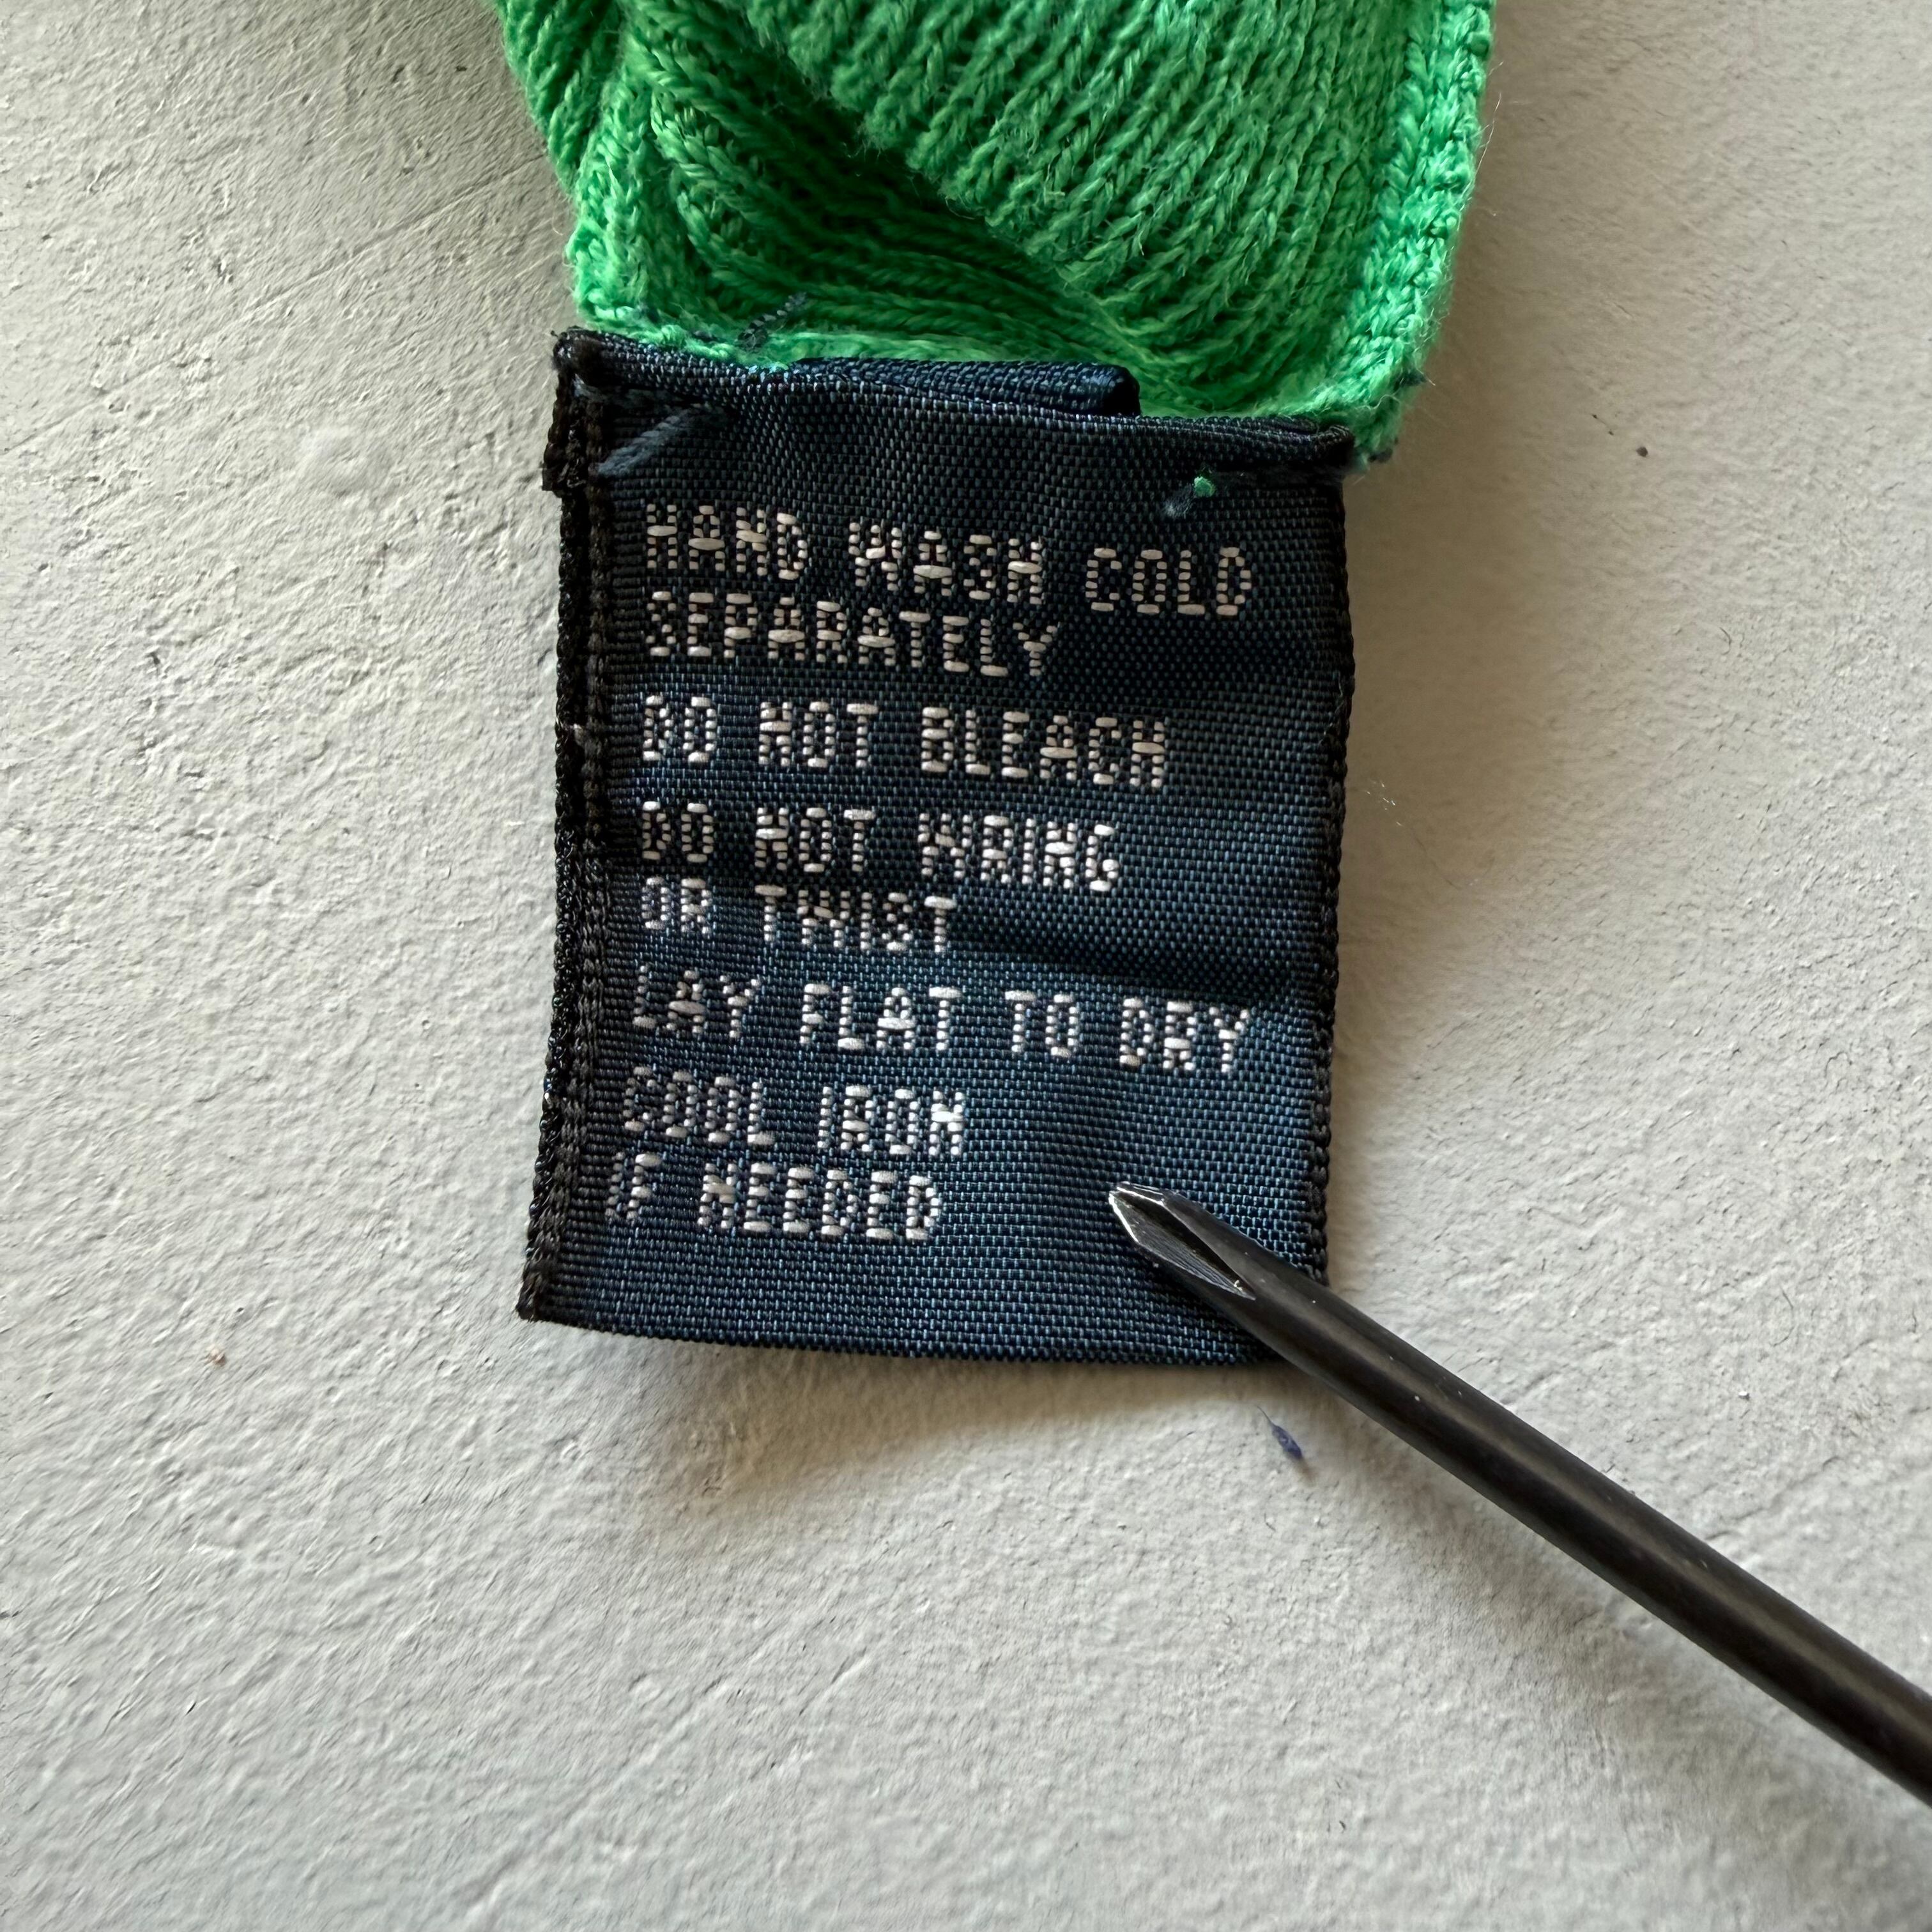 HAND WASH COLD
SEPARATELY
DO NOT BLEACH
DO NOT WRING
OR TWIST
LAY FLAT TO DRY
COOL IRON
IF NEEDED